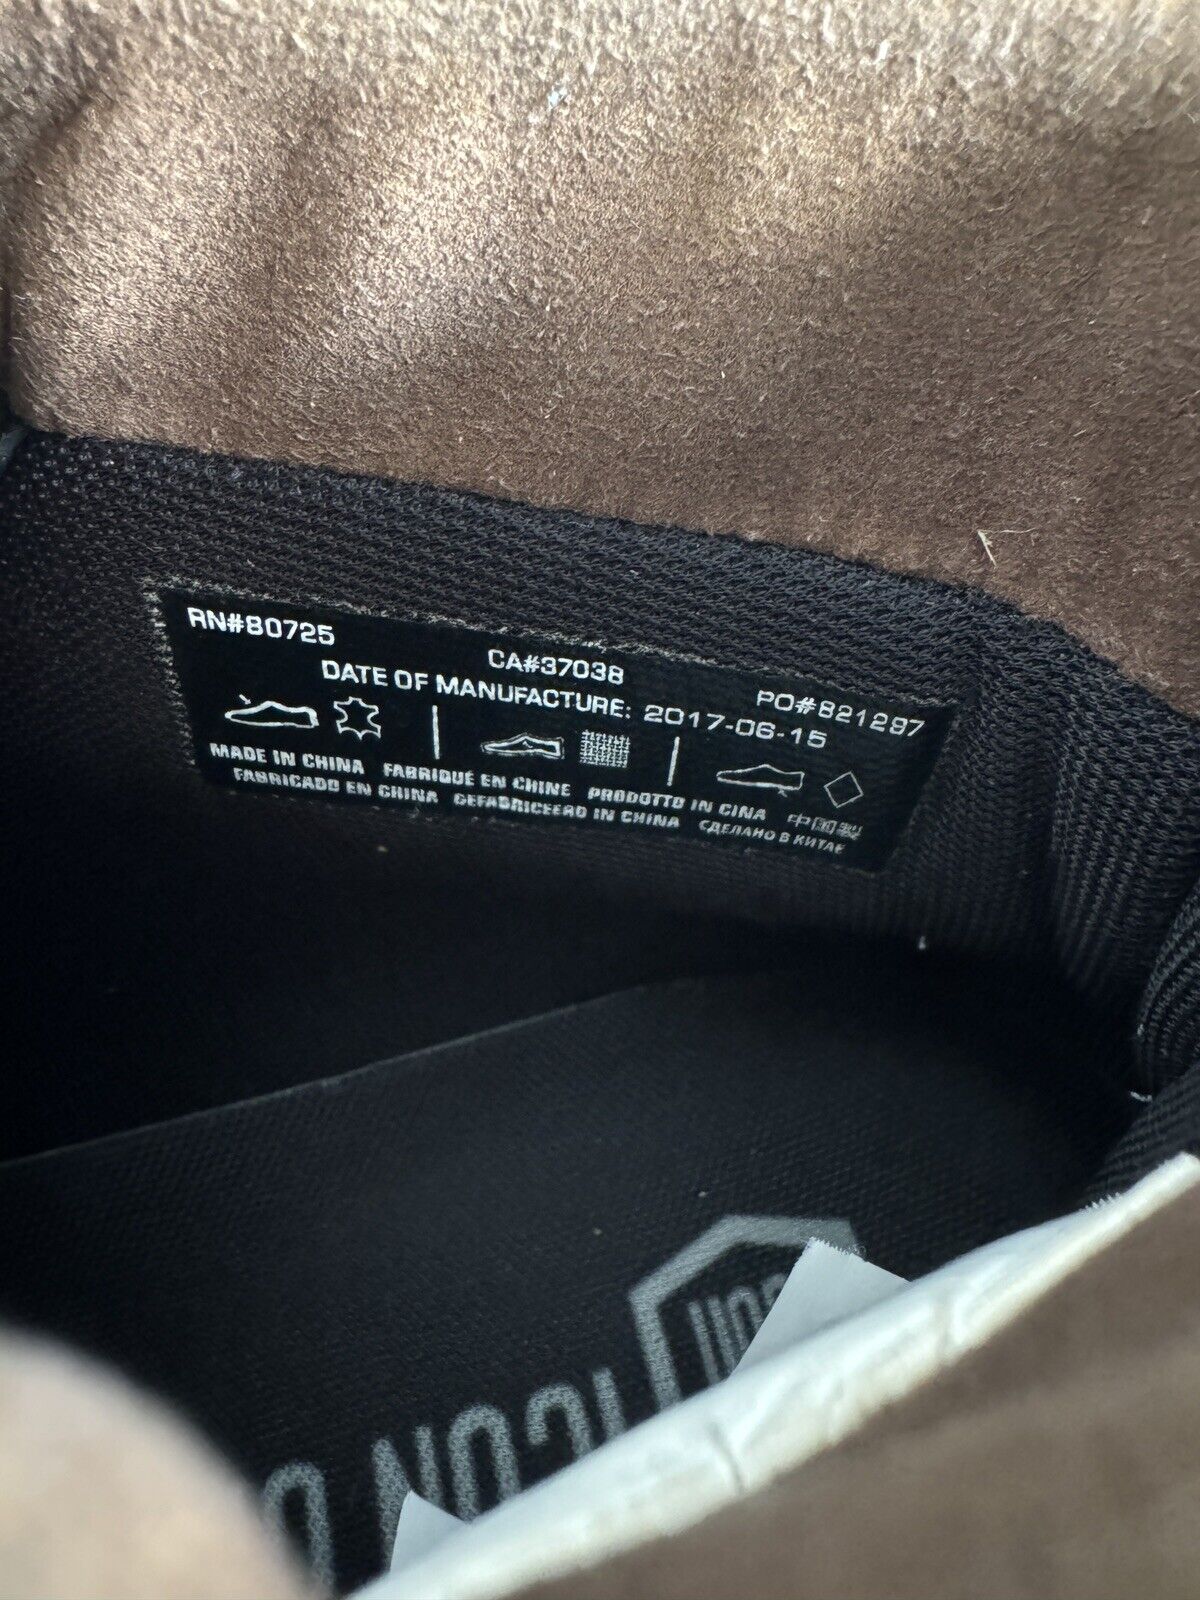 RN#80725
CA#37038
PO#821297
DATE OF MANUFACTURE: 2017-06-15
MADE IN CHINA FABRIQUÉ EN CHINE PRODOTTO IN CINA 中国製
FABRICADO EN CHINA GEFABRICEERD IN CHINA СДЕЛАНО В КИТАЕ